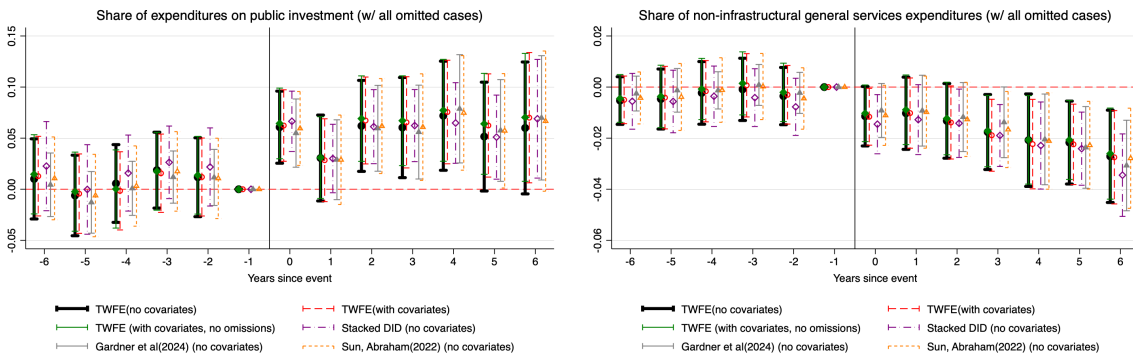 Share of expenditures on public investment (w/ all omitted cases)
0.15
0.10
0.05
0.00
-0.05
-6 -5 -4 -3 -2 -1 0 1 2 3 4 5 6
Years since event
TWFE(no covariates)
TWFE(with covariates)
TWFE (with covariates, no omissions)
Stacked DID (no covariates)
Gardner et al(2024) (no covariates)
Sun, Abraham(2022) (no covariates)
Share of non-infrastructural general services expenditures (w/ all omitted cases)
0.02
0.00
-0.02
-0.04
-0.06
-6 -5 -4 -3 -2 -1 0 1 2 3 4 5 6
Years since event
TWFE(no covariates)
TWFE(with covariates)
TWFE (with covariates, no omissions)
Stacked DID (no covariates)
Gardner et al(2024) (no covariates)
Sun, Abraham(2022) (no covariates)